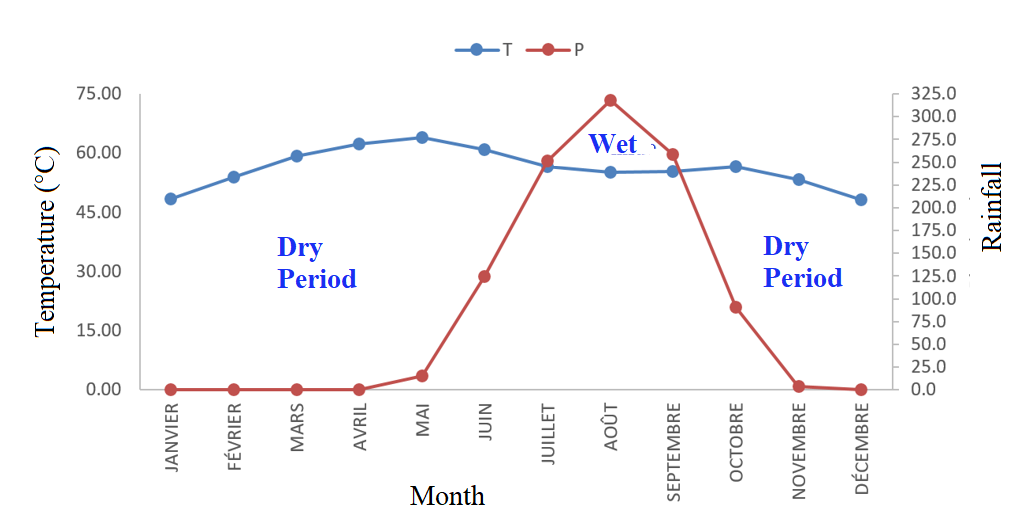 T P
75.00
60.00
45.00
30.00
15.00
0.00
Temperature (°C)
Wet
Dry
Period
Dry
Period
325.0
300.0
275.0
250.0
225.0
200.0
175.0
150.0
125.0
100.0
75.0
50.0
25.0
0.0
Rainfall
JANVIER
FÉVRIER
MARS
AVRIL
MAI
JUIN
JUILLET
AOÛT
SEPTEMBRE
OCTOBRE
NOVEMBRE
DÉCEMBRE
Month